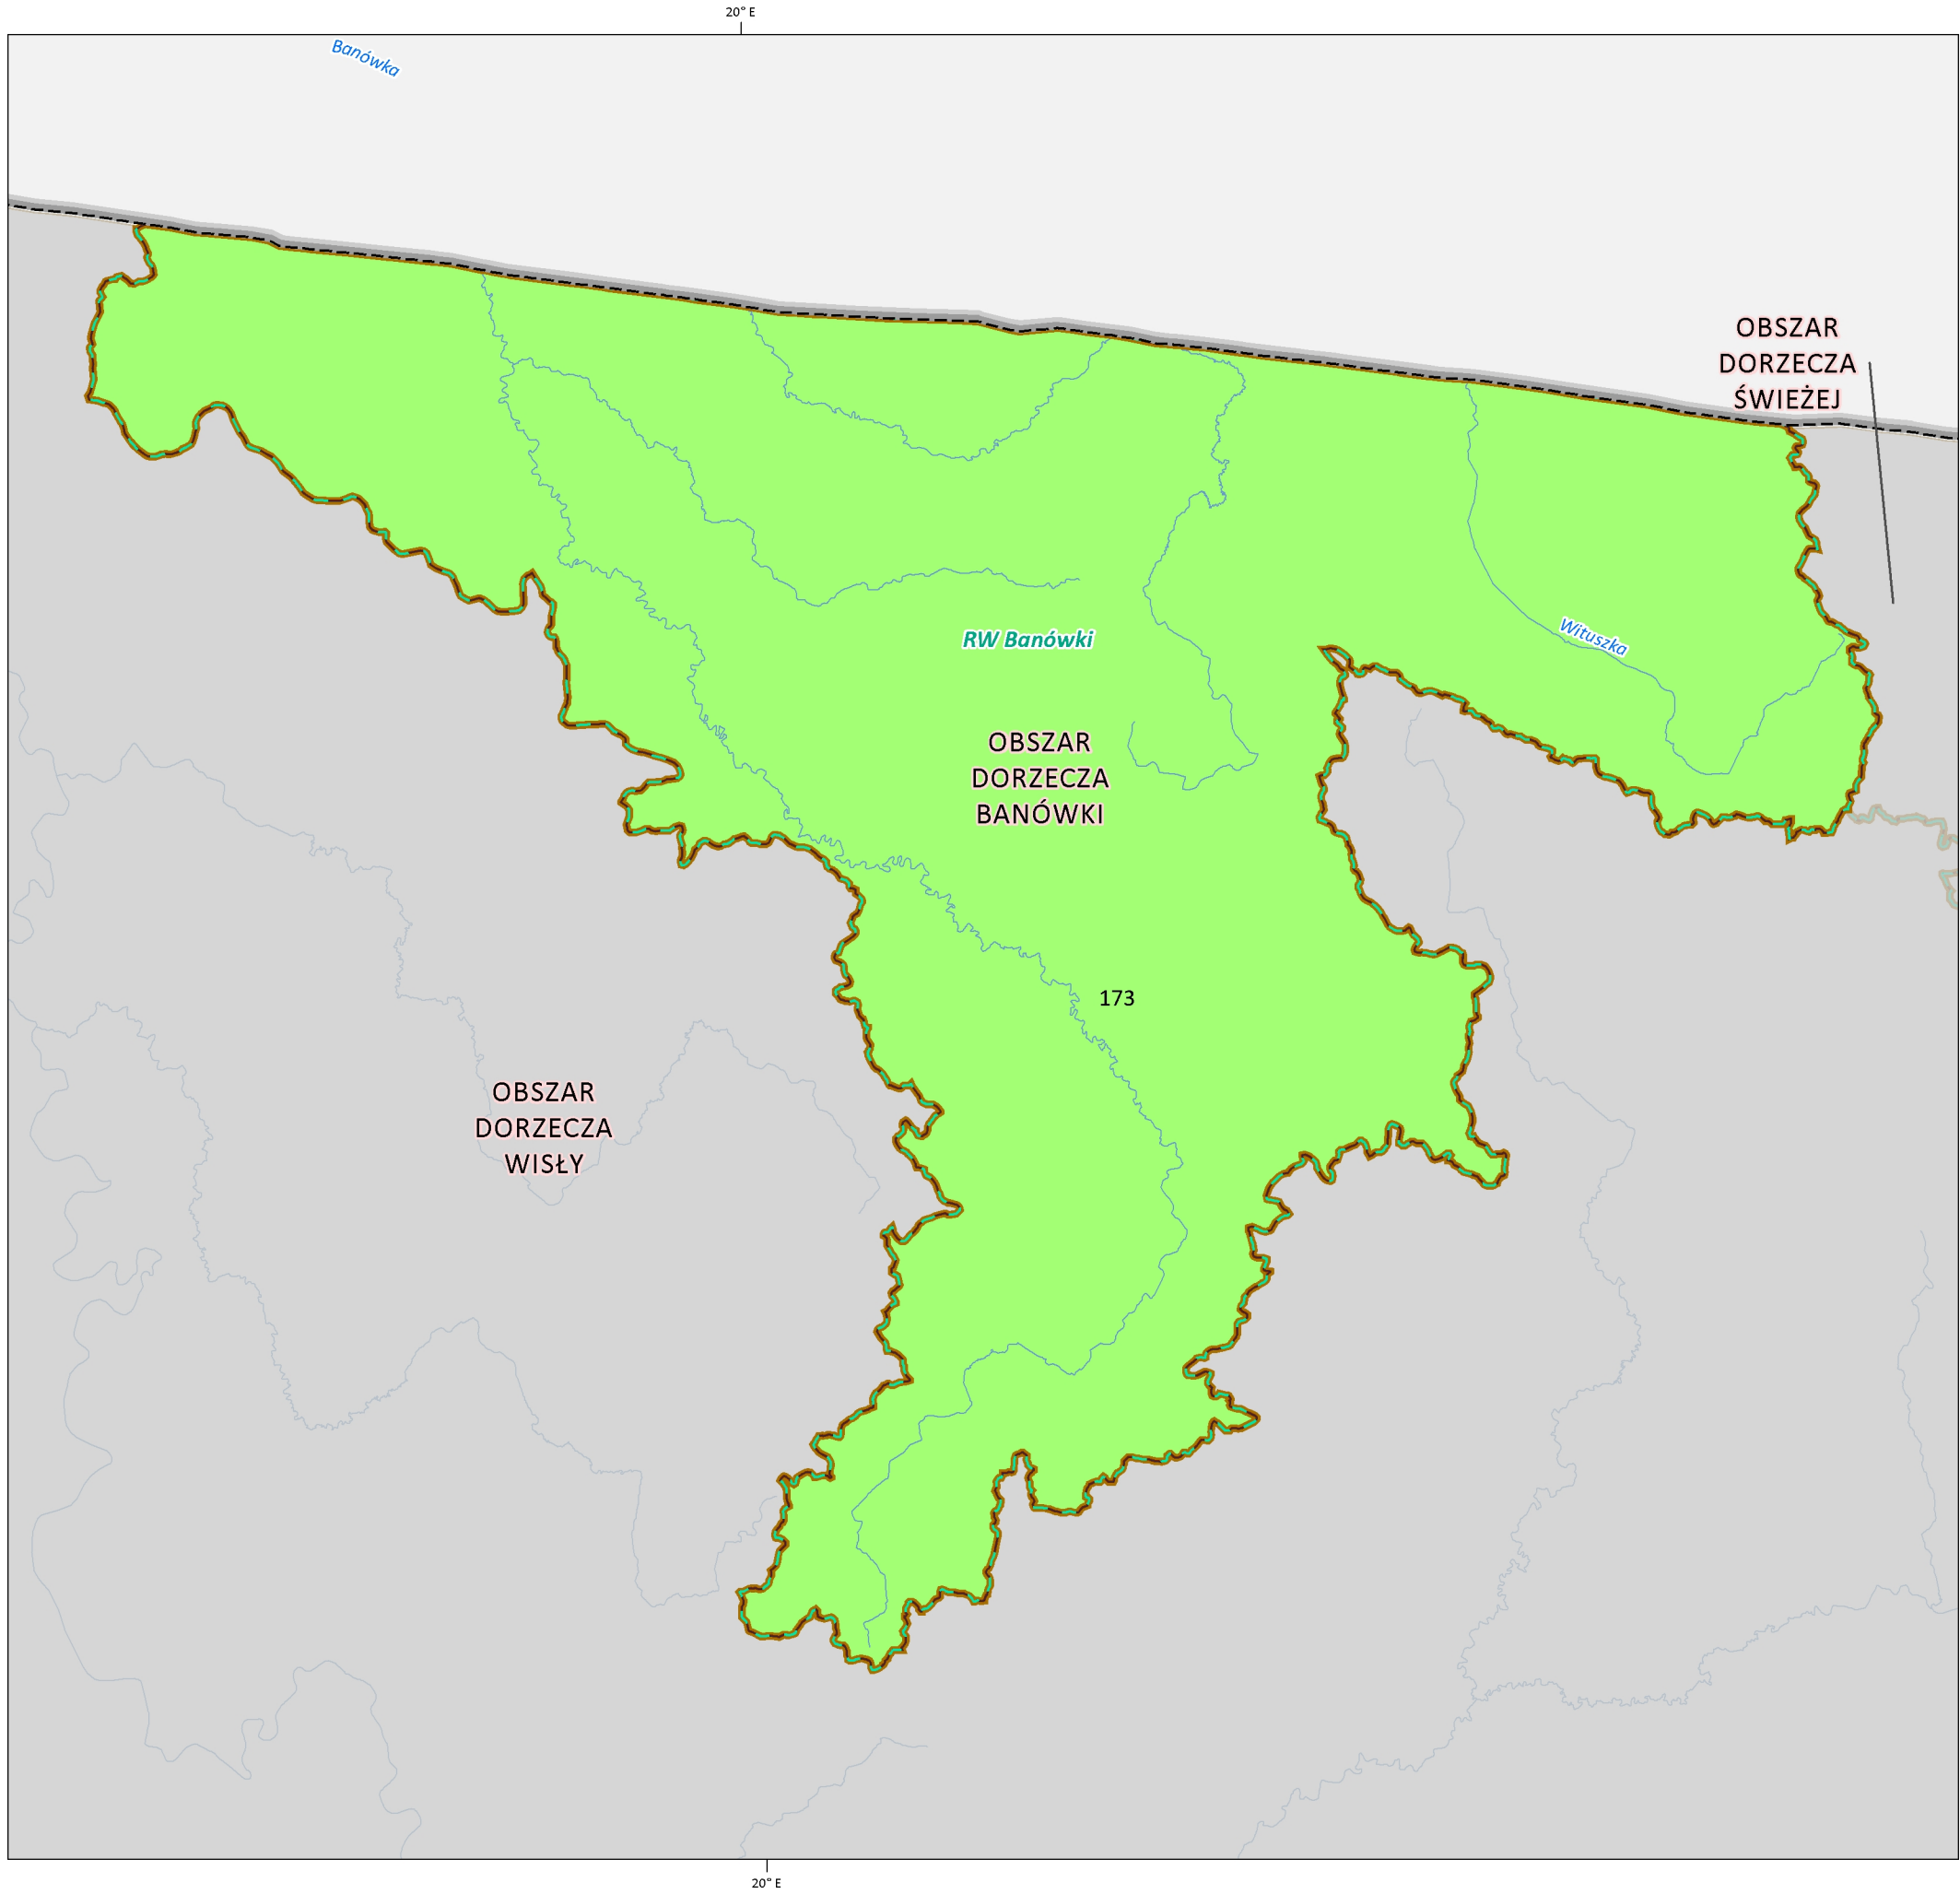 20° E
Banówka
OBSZAR
DORZECZA
ŚWIEŻEJ
Wituszka
RW Banówki
OBSZAR
DORZECZA
BANÓWKI
173
OBSZAR
DORZECZA
WISŁY
20° E